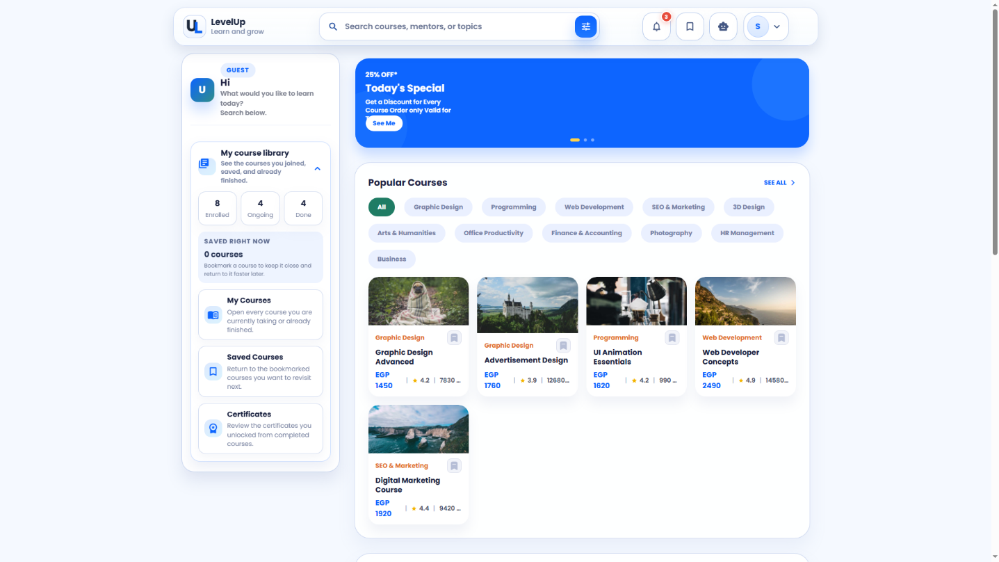 LevelUp
Learn and grow
Search courses, mentors, or topics
3
S
GUEST
U
Hi
What would you like to learn
today?
Search below.
My course library
See the courses you joined,
saved, and already
finished.
8
Enrolled
4
Ongoing
4
Done
SAVED RIGHT NOW
0 courses
Bookmark a course to keep it close and
return to it faster later.
My Courses
Open every course you are
currently taking or already
finished.
Saved Courses
Return to the bookmarked
courses you want to revisit
next.
Certificates
Review the certificates you
unlocked from completed
courses.
25% OFF*
Today's Special
Get a Discount for Every
Course Order only Valid for
See Me
Popular Courses
SEE ALL
All
Graphic Design
Programming
Web Development
SEO & Marketing
3D Design
Arts & Humanities
Office Productivity
Finance & Accounting
Photography
HR Management
Business
Graphic Design
Graphic Design
Advanced
EGP
1450
| 4.2 | 7830 ...
Graphic Design
Advertisement Design
EGP
1760
| 3.9 | 12680...
Programming
UI Animation
Essentials
EGP
1620
| 4.2 | 990 ...
Web Development
Web Developer
Concepts
EGP
2490
| 4.9 | 14580...
SEO & Marketing
Digital Marketing
Course
EGP
1920
| 4.4 | 9420 ...